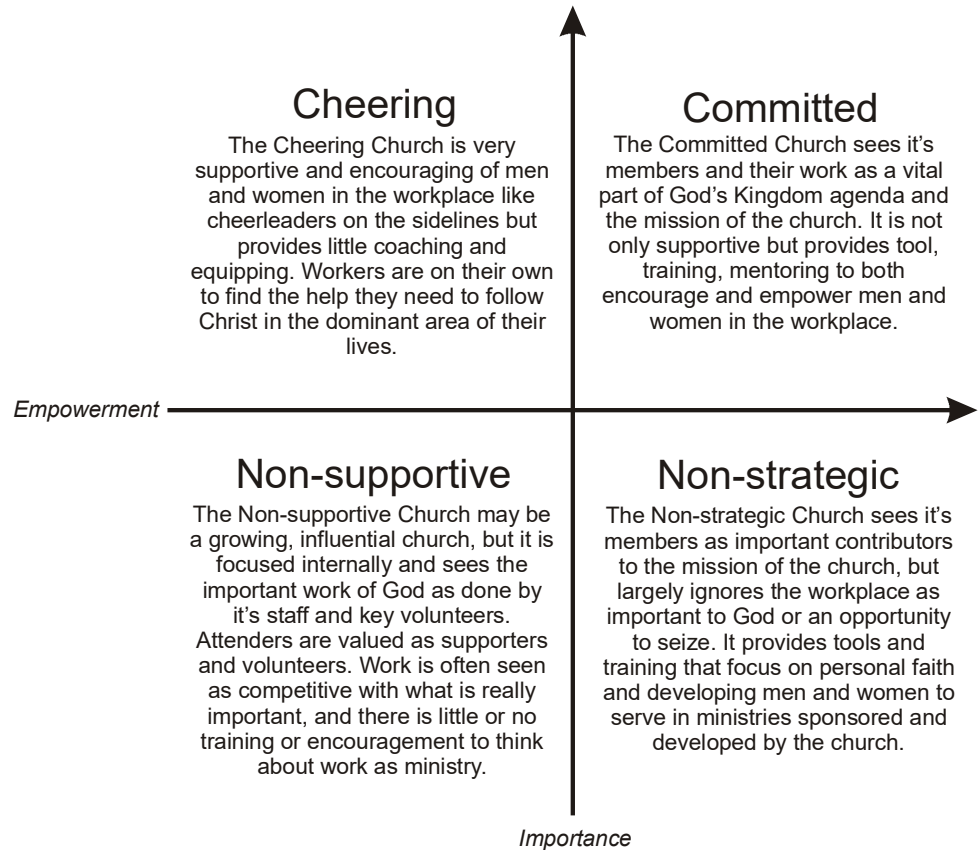 Cheering
The Cheering Church is very
supportive and encouraging of men
and women in the workplace like
cheerleaders on the sidelines but
provides little coaching and
equipping. Workers are on their own
to find the help they need to follow
Christ in the dominant area of their
lives.
Committed
The Committed Church sees it’s
members and their work as a vital
part of God’s Kingdom agenda and
the mission of the church. It is not
only supportive but provides tool,
training, mentoring to both
encourage and empower men and
women in the workplace.
Empowerment
Non-supportive
The Non-supportive Church may be
a growing, influential church, but it is
focused internally and sees the
important work of God as done by
it’s staff and key volunteers.
Attenders are valued as supporters
and volunteers. Work is often seen
as competitive with what is really
important, and there is little or no
training or encouragement to think
about work as ministry.
Non-strategic
The Non-strategic Church sees it’s
members as important contributors
to the mission of the church, but
largely ignores the workplace as
important to God or an opportunity
to seize. It provides tools and
training that focus on personal faith
and developing men and women to
serve in ministries sponsored and
developed by the church.
Importance